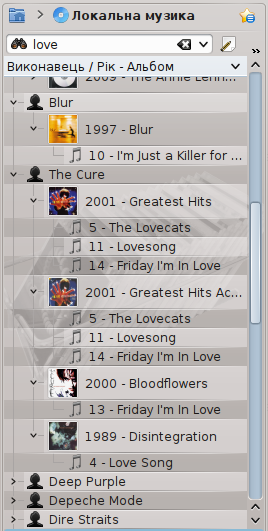 Локальна музика
love
Виконавець / Рік - Альбом
2009 - The Annie Lenn...
Blur
1997 - Blur
10 - I'm Just a Killer for ...
The Cure
2001 - Greatest Hits
5 - The Lovecats
11 - Lovesong
14 - Friday I'm In Love
2001 - Greatest Hits Ac...
5 - The Lovecats
11 - Lovesong
14 - Friday I'm In Love
2000 - Bloodflowers
13 - Friday I'm In Love
1989 - Disintegration
4 - Love Song
Deep Purple
Depeche Mode
Dire Straits